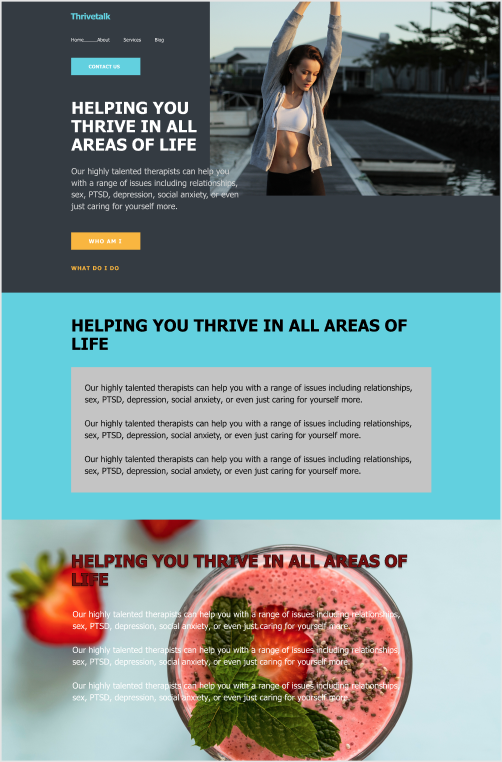 Thrivetalk
Home____About Services Blog
CONTACT US
HELPING YOU
THRIVE IN ALL
AREAS OF LIFE
Our highly talented therapists can help you
with a range of issues including relationships,
sex, PTSD, depression, social anxiety, or even
just caring for yourself more.
WHO AM I
WHAT DO I DO
HELPING YOU THRIVE IN ALL AREAS OF
LIFE
Our highly talented therapists can help you with a range of issues including relationships,
sex, PTSD, depression, social anxiety, or even just caring for yourself more.
Our highly talented therapists can help you with a range of issues including relationships,
sex, PTSD, depression, social anxiety, or even just caring for yourself more.
Our highly talented therapists can help you with a range of issues including relationships,
sex, PTSD, depression, social anxiety, or even just caring for yourself more.
HELPING YOU THRIVE IN ALL AREAS OF
LIFE
Our highly talented therapists can help you with a range of issues including relationships,
sex, PTSD, depression, social anxiety, or even just caring for yourself more.
Our highly talented therapists can help you with a range of issues including relationships,
sex, PTSD, depression, social anxiety, or even just caring for yourself more.
Our highly talented therapists can help you with a range of issues including relationships,
sex, PTSD, depression, social anxiety, or even just caring for yourself more.